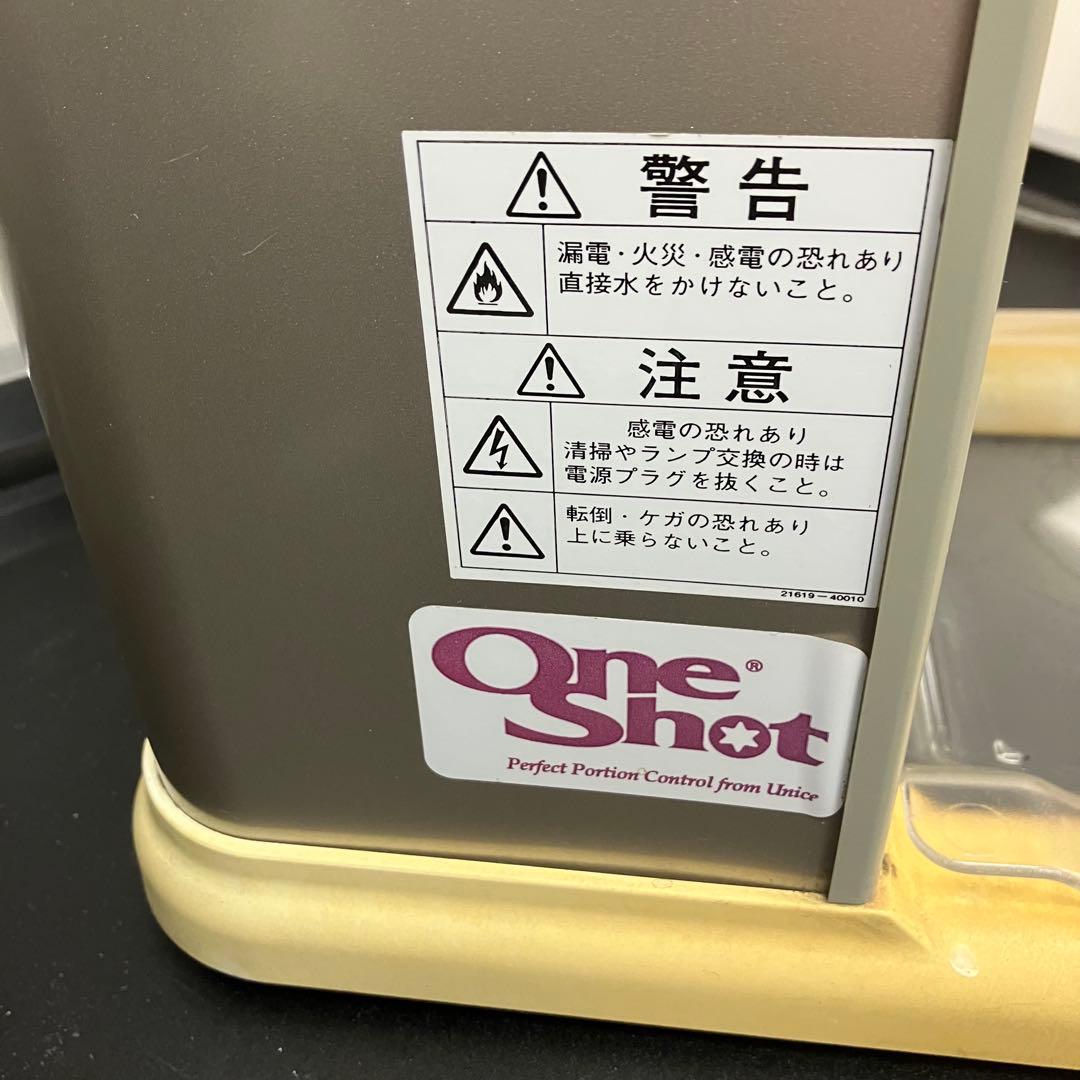 警告
漏電・火災・感電の恐れあり
直接水をかけないこと。
注意
感電の恐れあり
清掃やランプ交換の時は
電源プラグを抜くこと。
転倒・ケガの恐れあり
上に乗らないこと。
21619-40010
One®
Shot
Perfect Portion Control from Unice